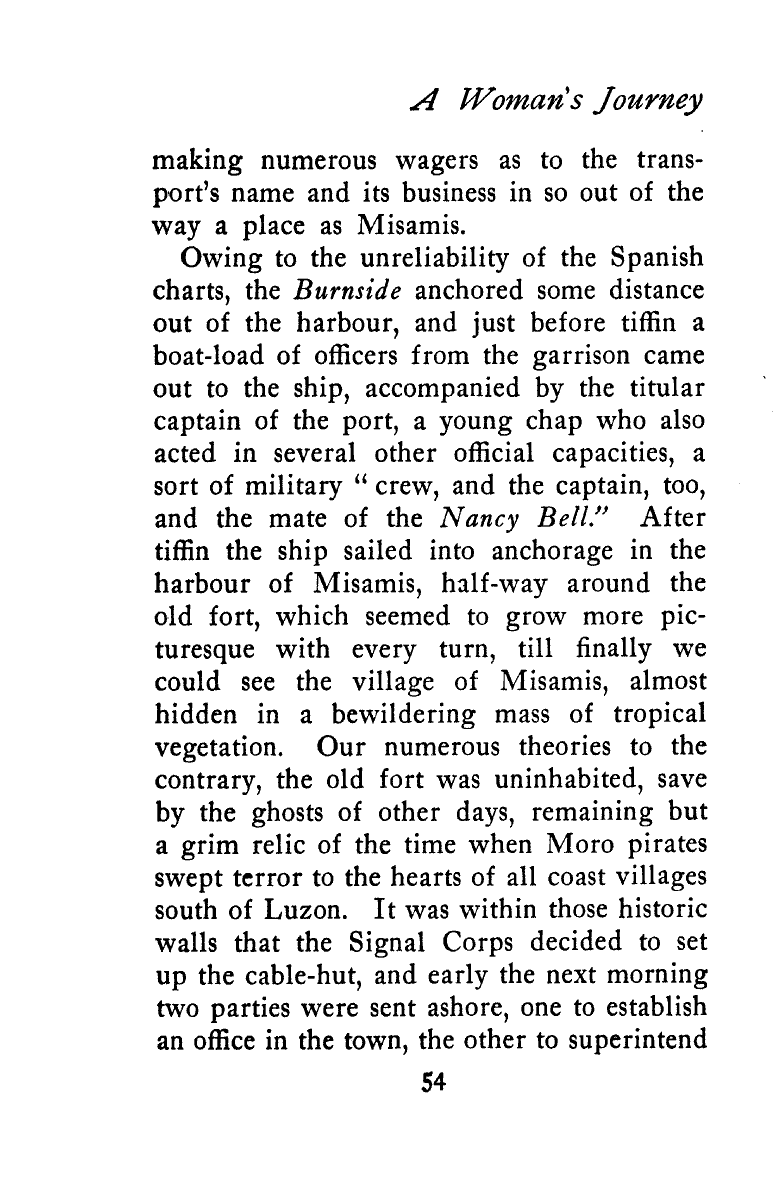 A Woman's Journey
making numerous wagers as to the trans-
port's name and its business in so out of the
way a place as Misamis.
Owing to the unreliability of the Spanish
charts, the Burnside anchored some distance
out of the harbour, and just before tiffin a
boat-load of officers from the garrison came
out to the ship, accompanied by the titular
captain of the port, a young chap who also
acted in several other official capacities, a
sort of military “ crew, and the captain, too,
and the mate of the Nancy Bell.” After
tiffin the ship sailed into anchorage in the
harbour of Misamis, half-way around the
old fort, which seemed to grow more pic-
turesque with every turn, till finally we
could see the village of Misamis, almost
hidden in a bewildering mass of tropical
vegetation. Our numerous theories to the
contrary, the old fort was uninhabited, save
by the ghosts of other days, remaining but
a grim relic of the time when Moro pirates
swept terror to the hearts of all coast villages
south of Luzon. It was within those historic
walls that the Signal Corps decided to set
up the cable-hut, and early the next morning
two parties were sent ashore, one to establish
an office in the town, the other to superintend
54